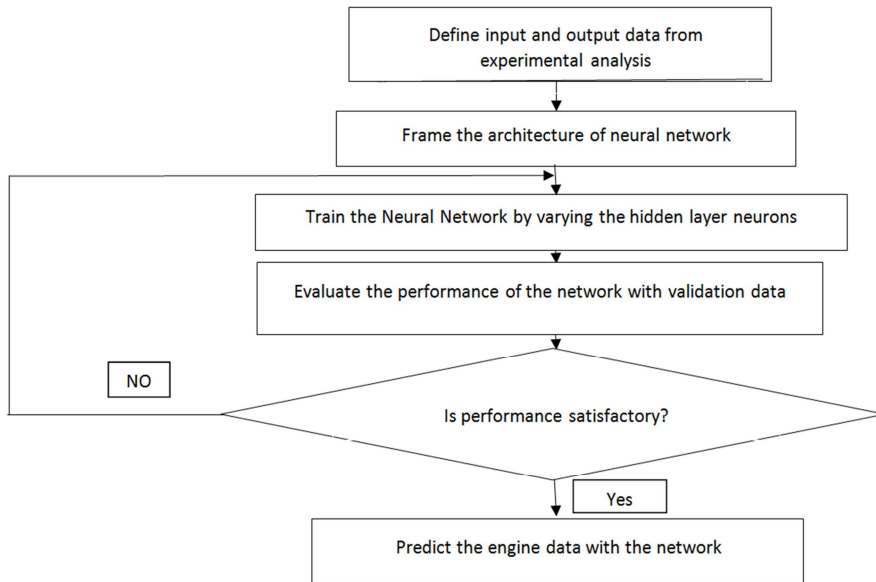 Define input and output data from
experimental analysis
Frame the architecture of neural network
Train the Neural Network by varying the hidden layer neurons
Evaluate the performance of the network with validation data
NO
Is performance satisfactory?
Yes
Predict the engine data with the network